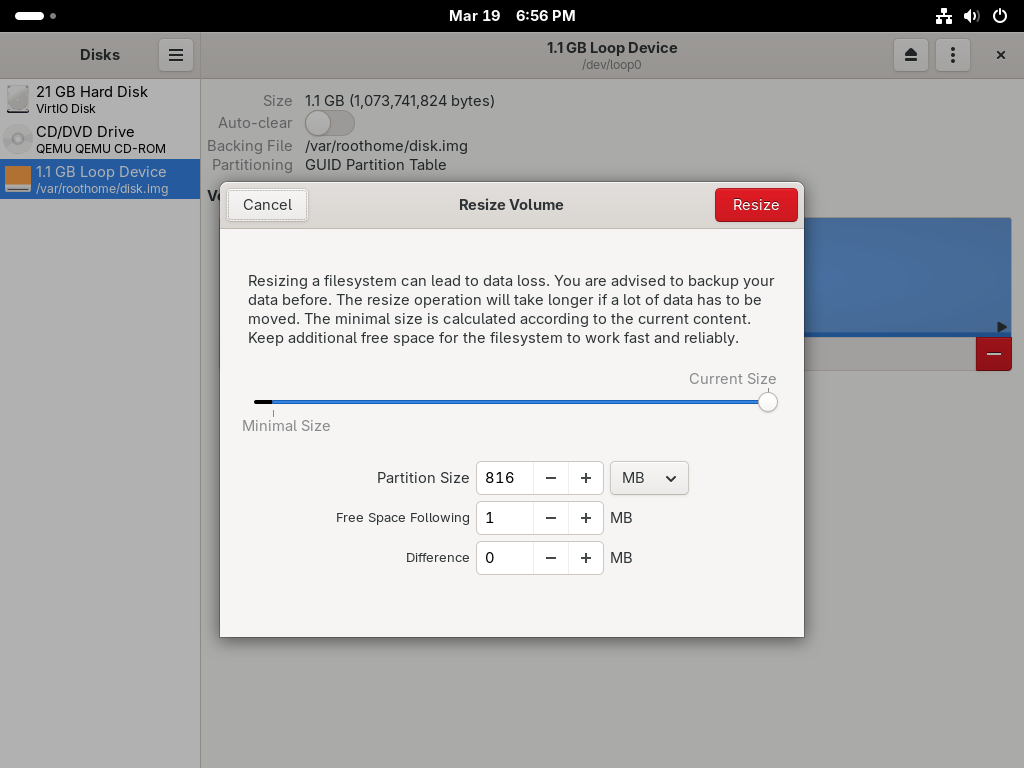 Mar 19 6:56 PM
Disks
1.1 GB Loop Device
/dev/loop0
21 GB Hard Disk
VirtIO Disk
CD/DVD Drive
QEMU QEMU CD-ROM
1.1 GB Loop Device
/var/roothome/disk.img
Size 1.1 GB (1,073,741,824 bytes)
Auto-clear
Backing File /var/roothome/disk.img
Partitioning GUID Partition Table
Cancel
Resize Volume
Resize
Resizing a filesystem can lead to data loss. You are advised to backup your
data before. The resize operation will take longer if a lot of data has to be
moved. The minimal size is calculated according to the current content.
Keep additional free space for the filesystem to work fast and reliably.
Current Size
Minimal Size
Partition Size 816 MB
Free Space Following 1 MB
Difference 0 MB